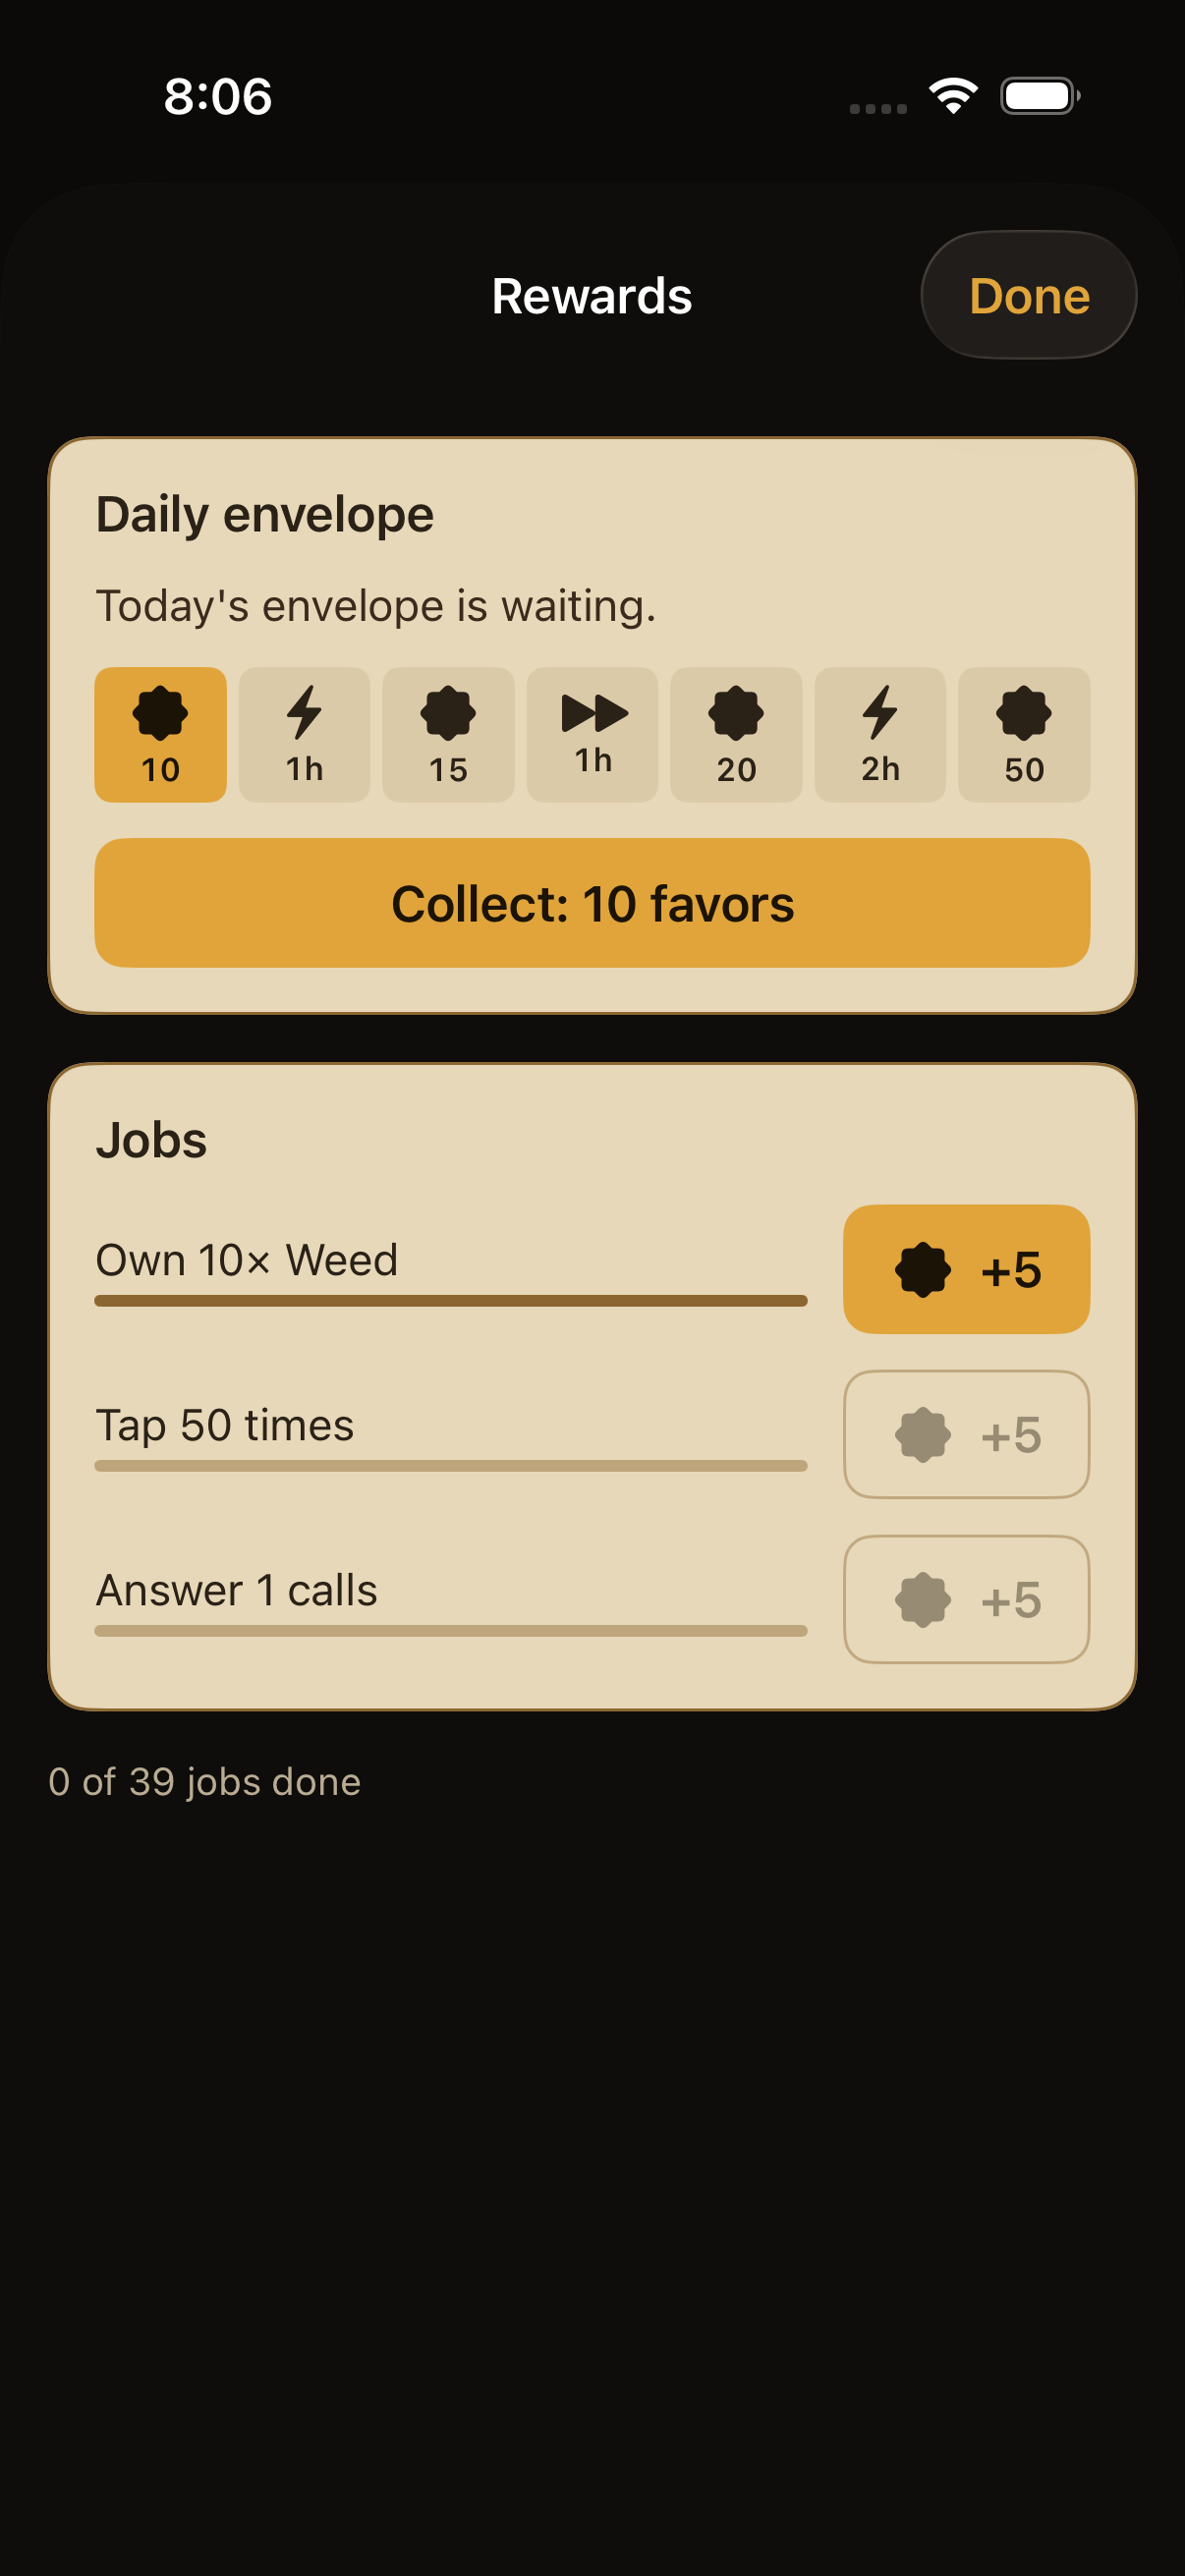 8:06
Rewards
Done
Daily envelope
Today's envelope is waiting.
10
1h
15
1h
20
2h
50
Collect: 10 favors
Jobs
Own 10× Weed
+5
Tap 50 times
+5
Answer 1 calls
+5
0 of 39 jobs done